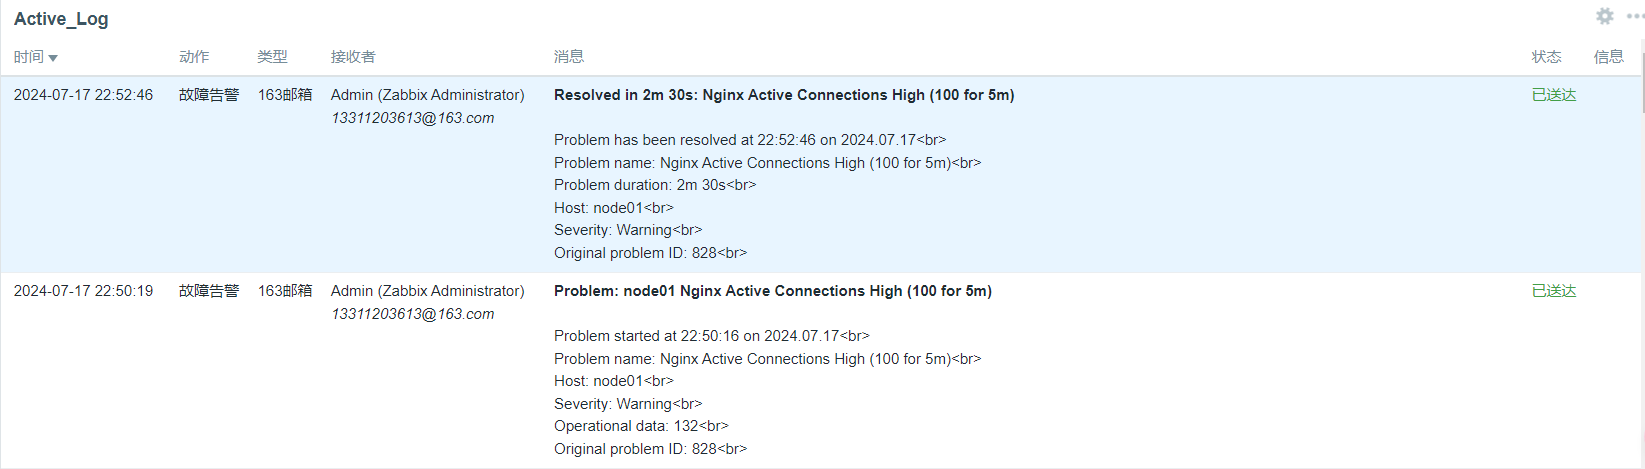 Active_Log
时间 动作 类型 接收者 消息 状态 信息
2024-07-17 22:52:46 故障告警 163邮箱 Admin (Zabbix Administrator) Resolved in 2m 30s: Nginx Active Connections High (100 for 5m) 已送达
13311203613@163.com
Problem has been resolved at 22:52:46 on 2024.07.17<br>
Problem name: Nginx Active Connections High (100 for 5m)<br>
Problem duration: 2m 30s<br>
Host: node01<br>
Severity: Warning<br>
Original problem ID: 828<br>
2024-07-17 22:50:19 故障告警 163邮箱 Admin (Zabbix Administrator) Problem: node01 Nginx Active Connections High (100 for 5m) 已送达
13311203613@163.com
Problem started at 22:50:16 on 2024.07.17<br>
Problem name: Nginx Active Connections High (100 for 5m)<br>
Host: node01<br>
Severity: Warning<br>
Operational data: 132<br>
Original problem ID: 828<br>